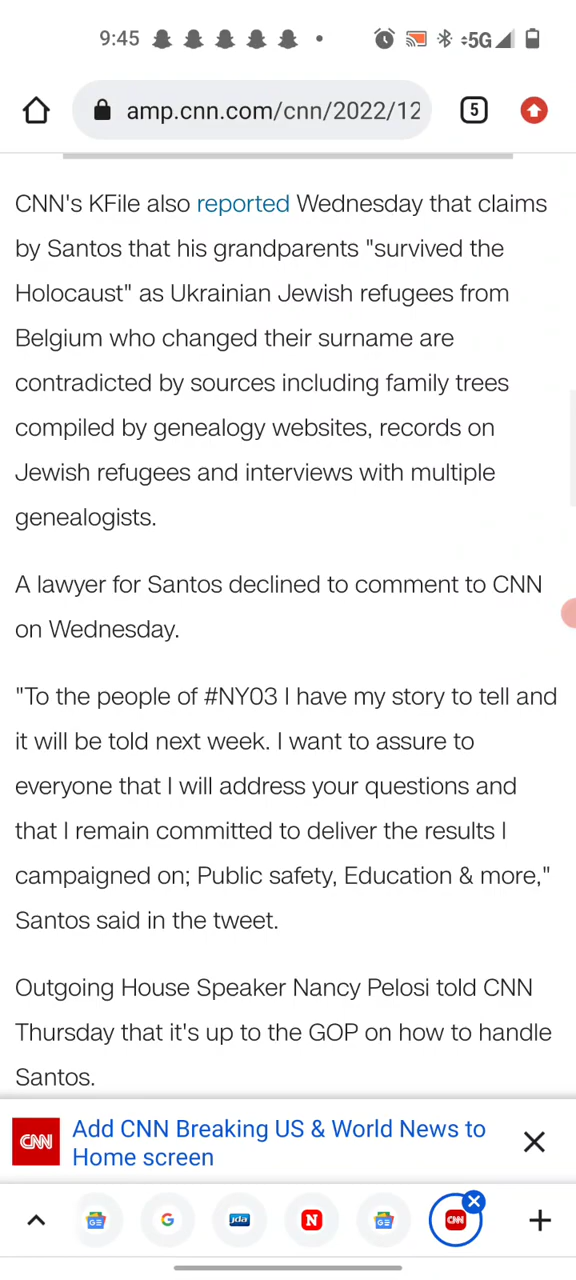 9:45
5G
amp.cnn.com/cnn/2022/12
5
CNN's KFile also reported Wednesday that claims
by Santos that his grandparents "survived the
Holocaust" as Ukrainian Jewish refugees from
Belgium who changed their surname are
contradicted by sources including family trees
compiled by genealogy websites, records on
Jewish refugees and interviews with multiple
genealogists.
A lawyer for Santos declined to comment to CNN
on Wednesday.
"To the people of #NY03 I have my story to tell and
it will be told next week. I want to assure to
everyone that I will address your questions and
that I remain committed to deliver the results I
campaigned on; Public safety, Education & more,"
Santos said in the tweet.
Outgoing House Speaker Nancy Pelosi told CNN
Thursday that it's up to the GOP on how to handle
Santos.
CNN
Add CNN Breaking US & World News to
Home screen
GE G jda N GE CNN